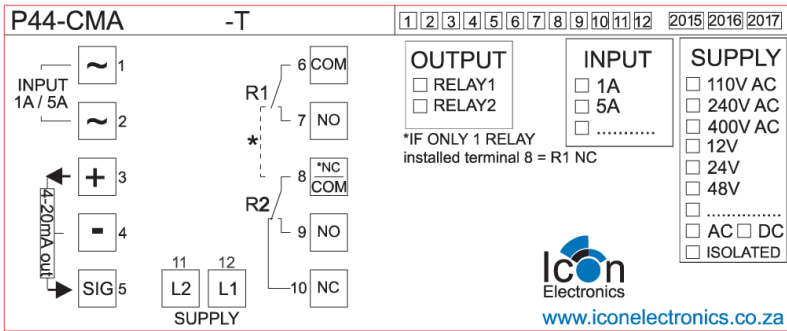 P44-CMA -T 1 2 3 4 5 6 7 8 9 10 11 12 2015 2016 2017
INPUT
1A / 5A
~ 1
~ 2
+ 3
- 4
SIG 5
4-20mA out
11 12
L2 L1
SUPPLY
R1
*
R2
6 COM
7 NO
8 *NC
COM
9 NO
10 NC
OUTPUT
RELAY1
RELAY2
*IF ONLY 1 RELAY
installed terminal 8 = R1 NC
INPUT
1A
5A
...........
SUPPLY
110V AC
240V AC
400V AC
12V
24V
48V
...............
AC DC
ISOLATED
Icon
Electronics
www.iconelectronics.co.za